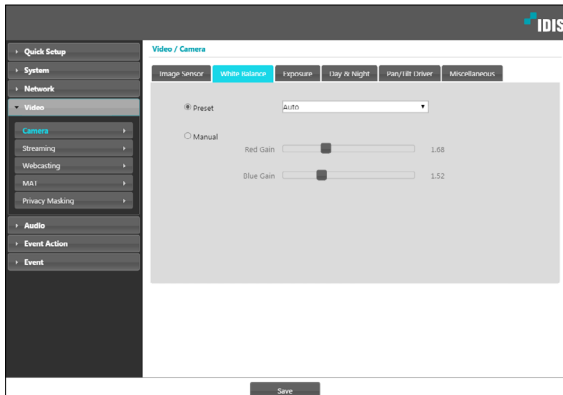 IDIS
Quick Setup
System
Network
Video
Camera
Streaming
Webcasting
MAT
Privacy Masking
Audio
Event Action
Event
Video / Camera
Image Sensor White Balance Exposure Day & Night Pan/Tilt Driver Miscellaneous
Preset Auto
Manual
Red Gain 1.68
Blue Gain 1.52
Save